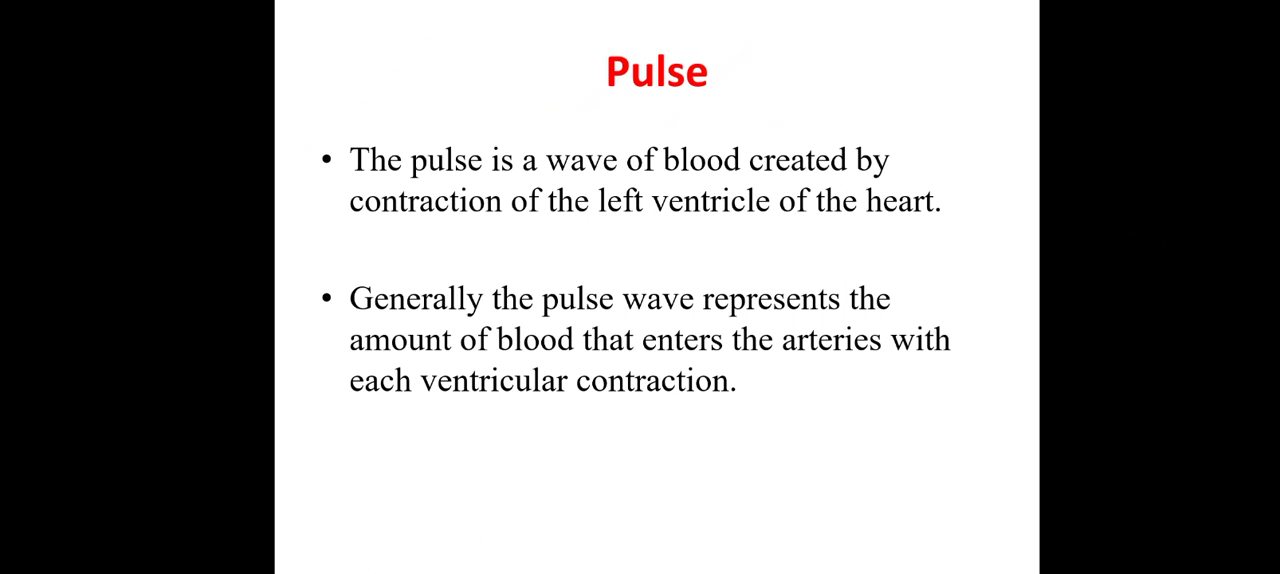 Pulse
• The pulse is a wave of blood created by
contraction of the left ventricle of the heart.
• Generally the pulse wave represents the
amount of blood that enters the arteries with
each ventricular contraction.